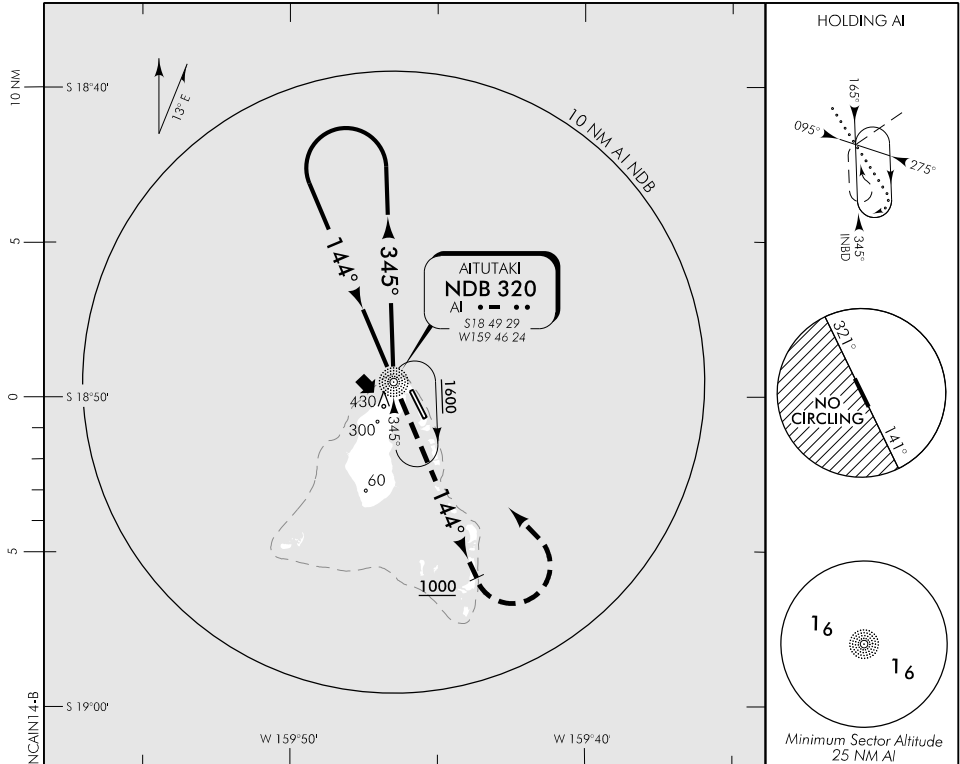 10 NM
5
0
5
S 18°40'
S 18°50'
S 19°00'
W 159°50'
W 159°40'
NCAIN14-B
13° E
10 NM AI NDB
144°
345°
AITUTAKI
NDB 320
AI
S18 49 29
W159 46 24
430
300
60
345°
1600
144°
1000
HOLDING AI
165°
095°
275°
345°
INBD
321°
NO
CIRCLING
141°
16
16
Minimum Sector Altitude
25 NM AI